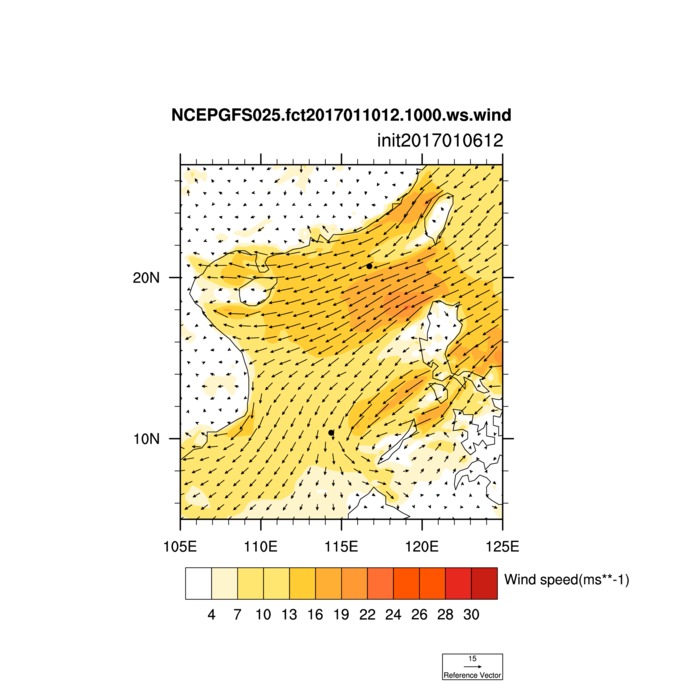 NCEPGFS025.fct2017011012.1000.ws.wind
init2017010612
20N
10N
105E 110E 115E 120E 125E
Wind speed(ms**-1)
4 7 10 13 16 19 22 24 26 28 30
15
Reference Vector